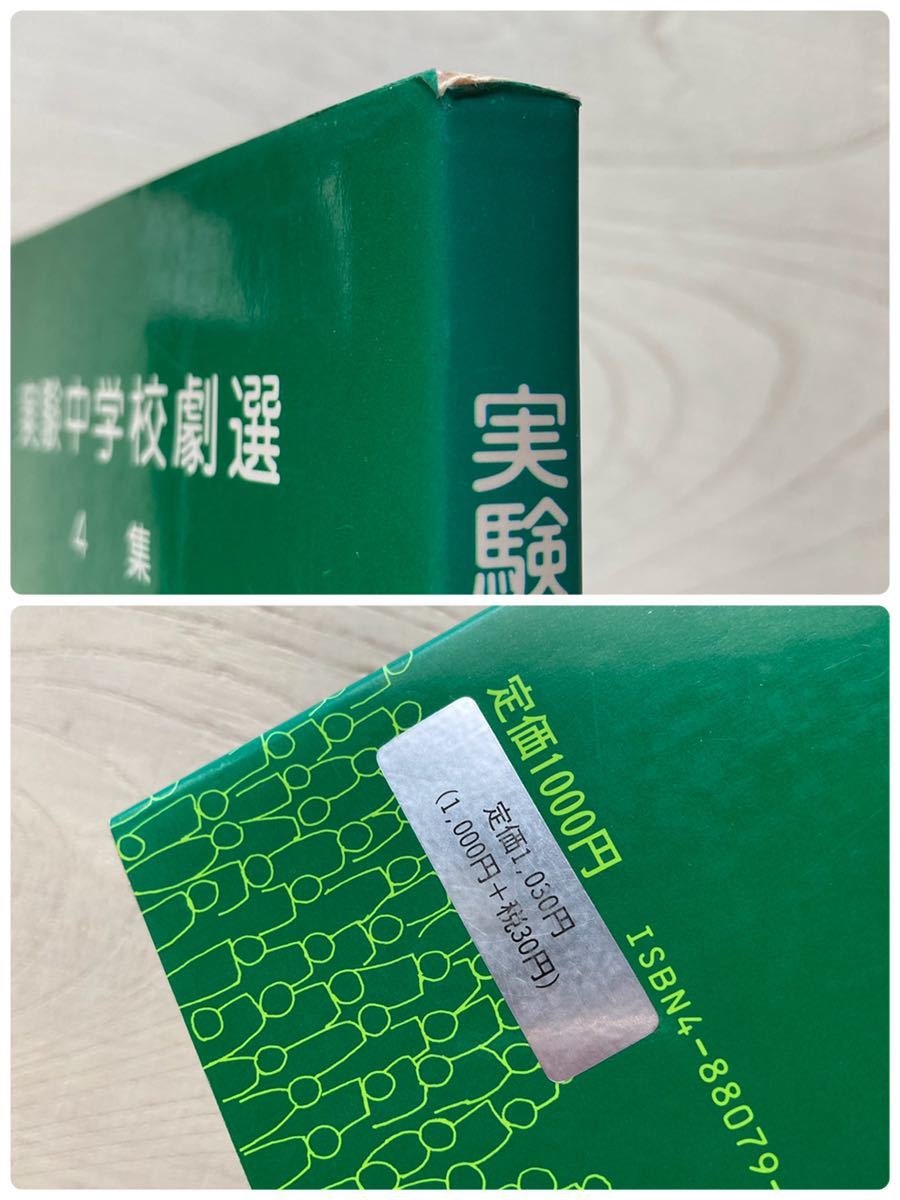 実験中学校劇選
4集
実験
定価1000円
定価1,030円
(1,000円＋税30円)
ISBN4-88079-